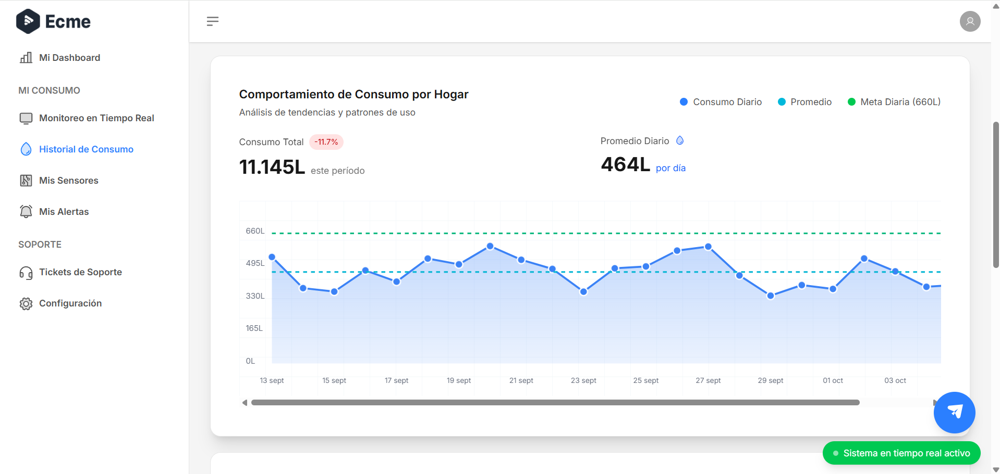 Ecme
Mi Dashboard
MI CONSUMO
Monitoreo en Tiempo Real
Historial de Consumo
Mis Sensores
Mis Alertas
SOPORTE
Tickets de Soporte
Configuración
Comportamiento de Consumo por Hogar
Análisis de tendencias y patrones de uso
Consumo Diario
Promedio
Meta Diaria (660L)
Consumo Total -11.7%
11.145L este período
Promedio Diario
464L por día
660L
495L
330L
165L
0L
13 sept 15 sept 17 sept 19 sept 21 sept 23 sept 25 sept 27 sept 29 sept 01 oct 03 oct
Sistema en tiempo real activo